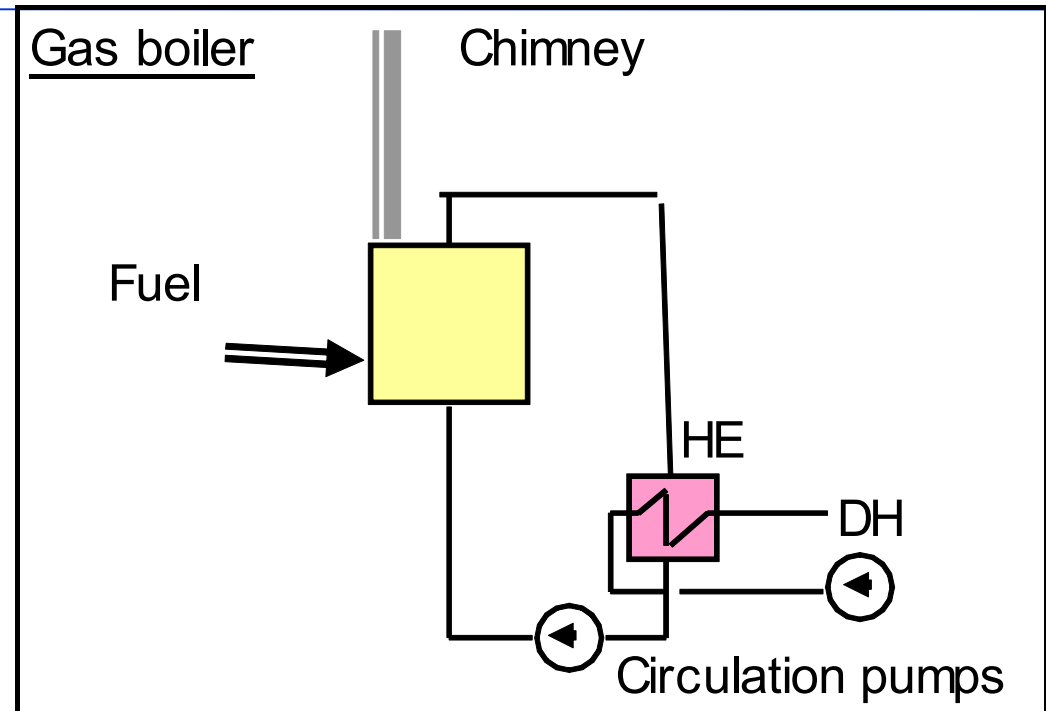 Gas boiler
Chimney
Fuel
HE
DH
Circulation pumps